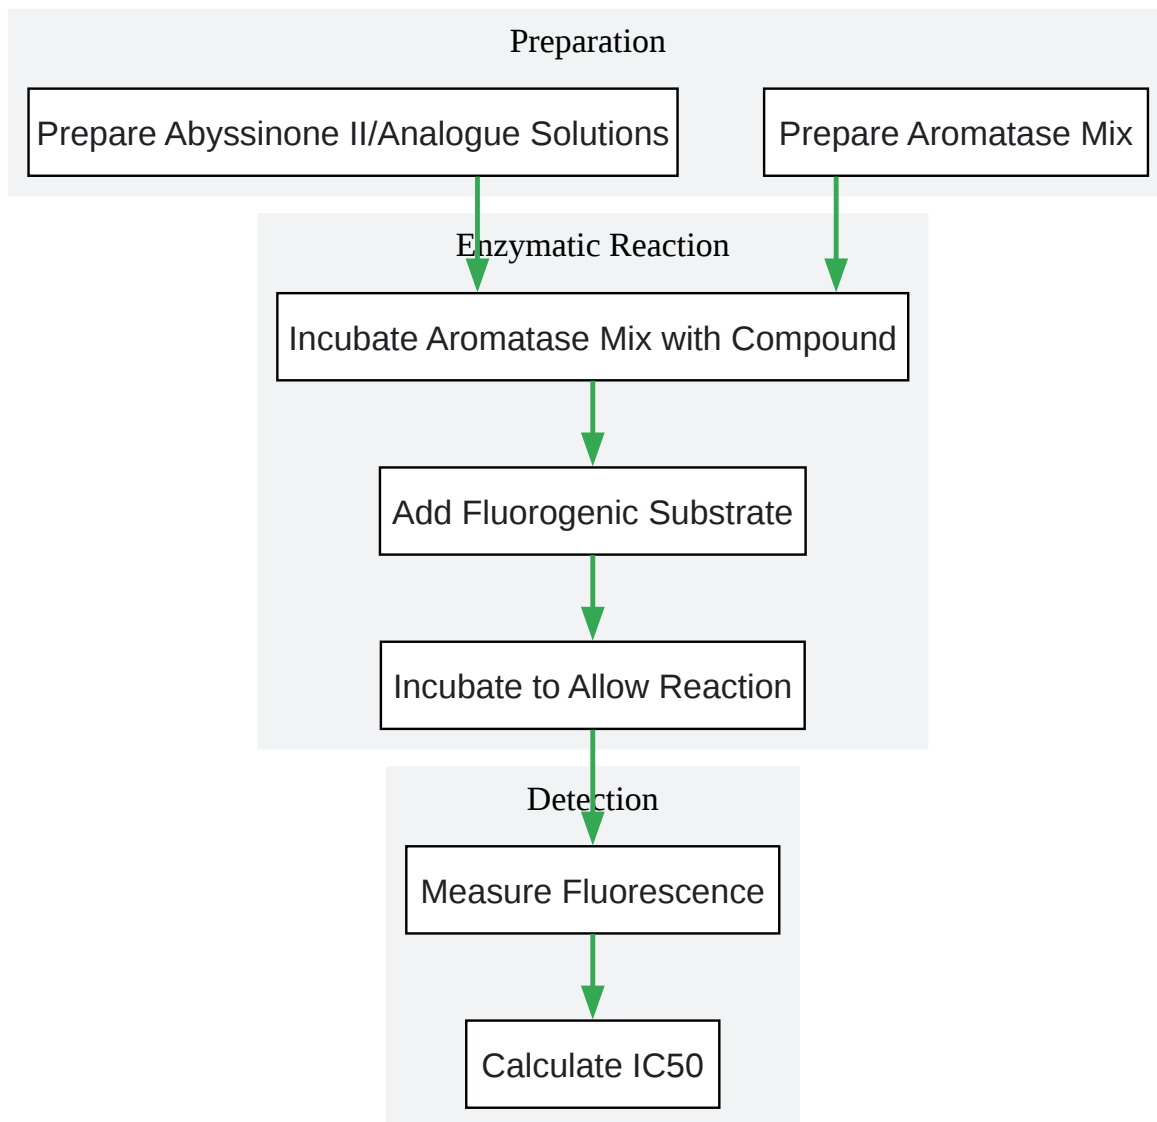 Preparation
Prepare Abyssinone II/Analogue Solutions
Prepare Aromatase Mix
Enzymatic Reaction
Incubate Aromatase Mix with Compound
Add Fluorogenic Substrate
Incubate to Allow Reaction
Detection
Measure Fluorescence
Calculate IC50